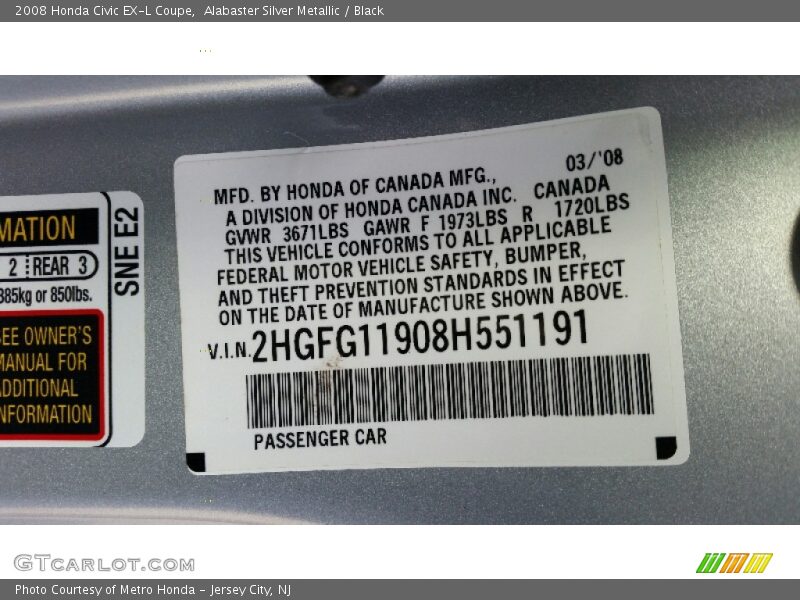 2008 Honda Civic EX-L Coupe,  Alabaster Silver Metallic / Black
MATION
2 REAR 3
385kg or 850lbs.
SEE OWNER'S
MANUAL FOR
ADDITIONAL
INFORMATION
SNE E2
MFD. BY HONDA OF CANADA MFG., 03/'08
A DIVISION OF HONDA CANADA INC. CANADA
GVWR 3671LBS GAWR F 1973LBS R 1720LBS
THIS VEHICLE CONFORMS TO ALL APPLICABLE
FEDERAL MOTOR VEHICLE SAFETY, BUMPER,
AND THEFT PREVENTION STANDARDS IN EFFECT
ON THE DATE OF MANUFACTURE SHOWN ABOVE.
V.I.N. 2HGFG11908H551191
PASSENGER CAR
GTCARLOT.COM
Photo Courtesy of Metro Honda - Jersey City, NJ